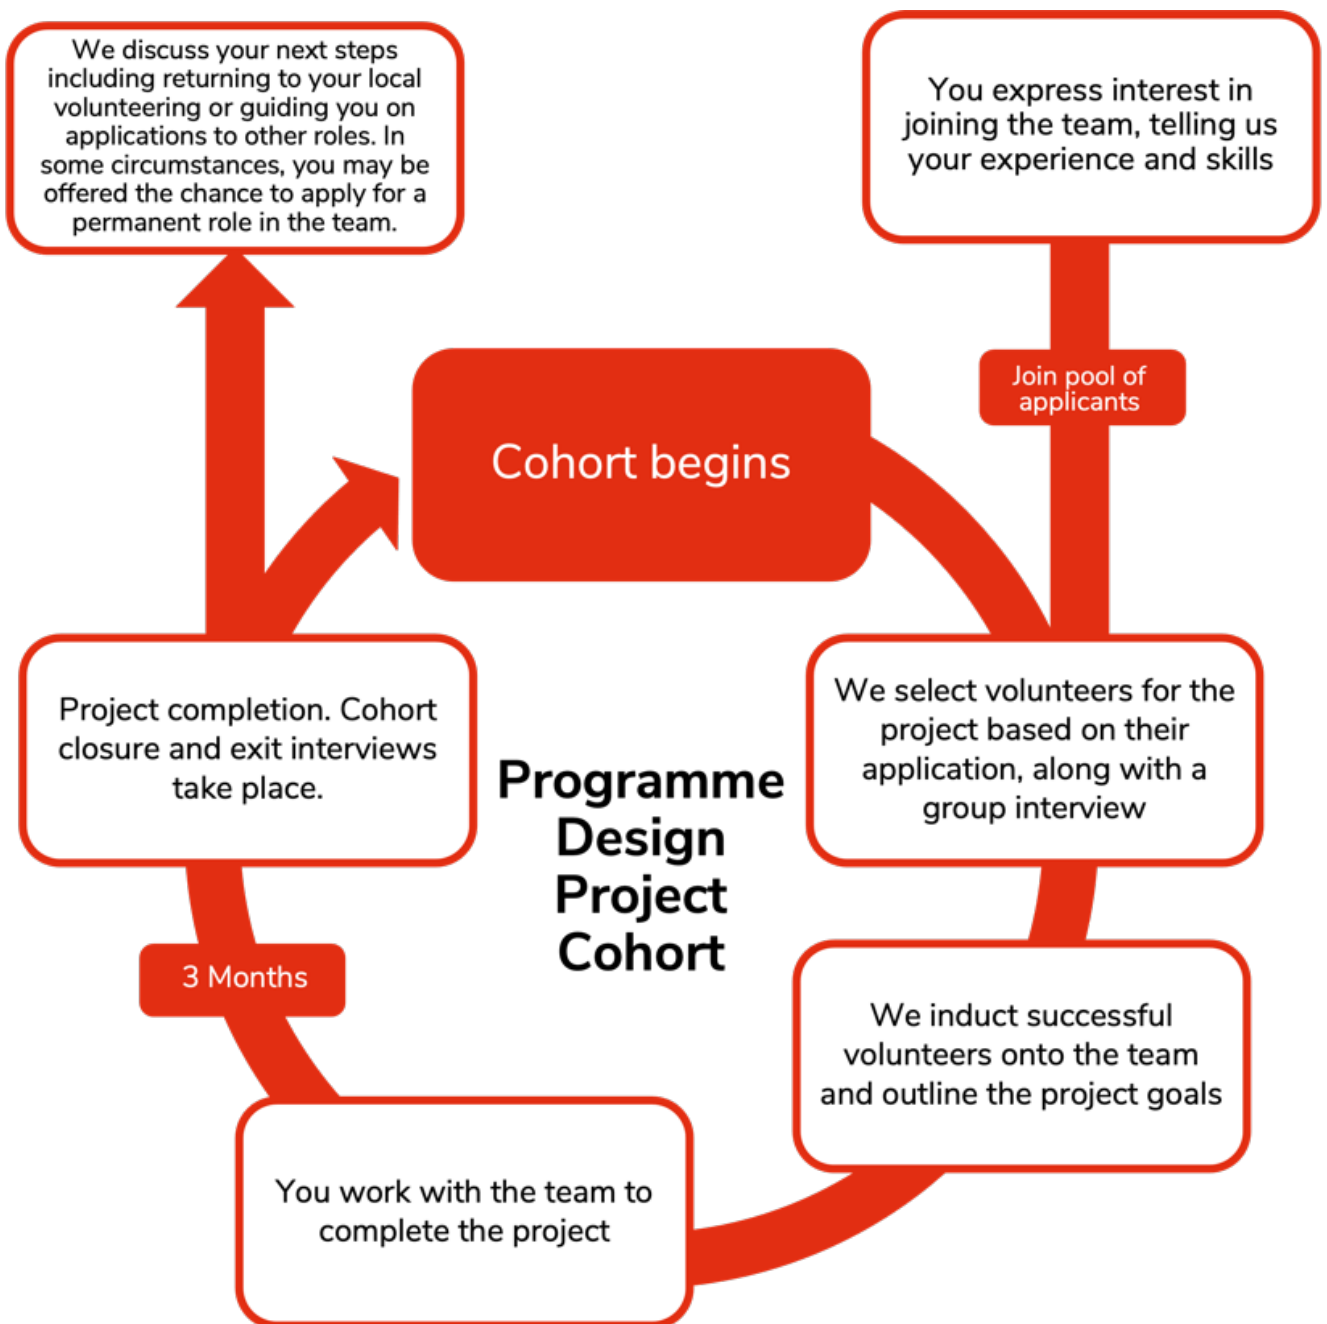 We discuss your next steps
including returning to your local
volunteering or guiding you on
applications to other roles. In
some circumstances, you may be
offered the chance to apply for a
permanent role in the team.
You express interest in
joining the team, telling us
your experience and skills
Join pool of
applicants
Cohort begins
We select volunteers for the
project based on their
application, along with a
group interview
We induct successful
volunteers onto the team
and outline the project goals
You work with the team to
complete the project
3 Months
Project completion. Cohort
closure and exit interviews
take place.
Programme
Design
Project
Cohort